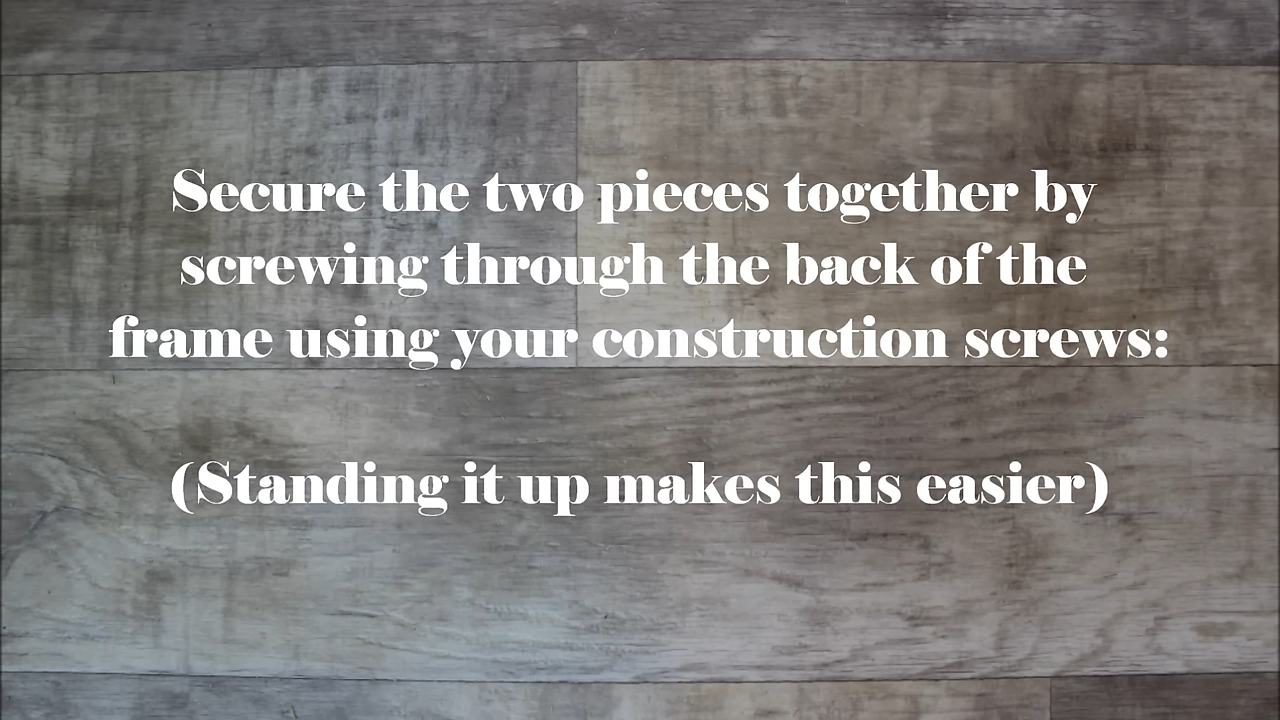 Secure the two pieces together by
screwing through the back of the
frame using your construction screws:
(Standing it up makes this easier)